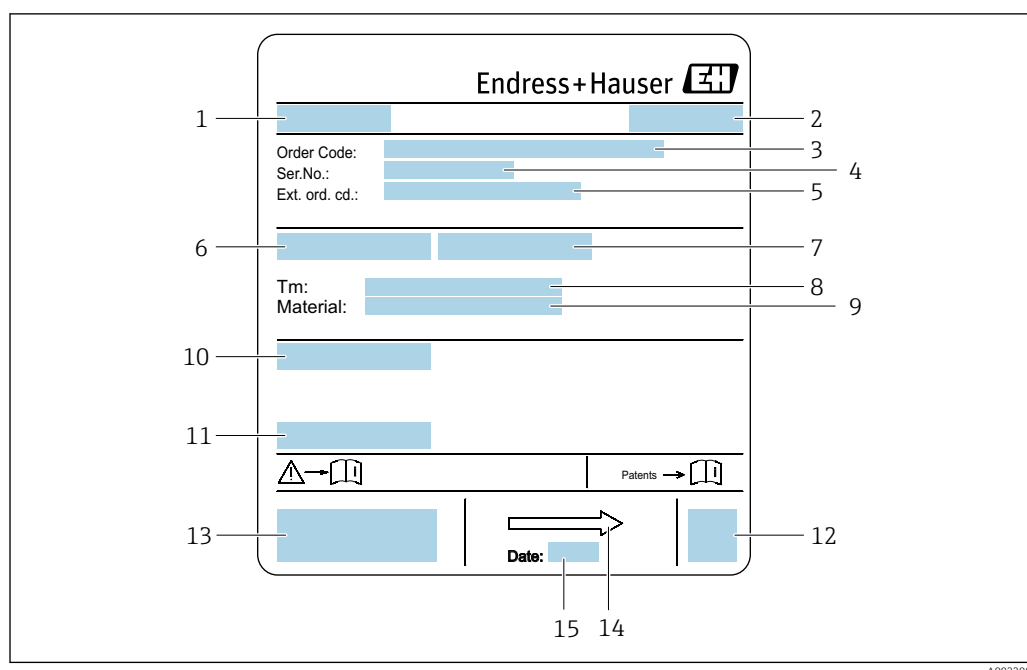 Endress+Hauser EH
1
2
Order Code:
3
Ser.No.:
4
Ext. ord. cd.:
5
6
7
Tm:
8
Material:
9
10
11
Patents
13
12
Date:
15 14